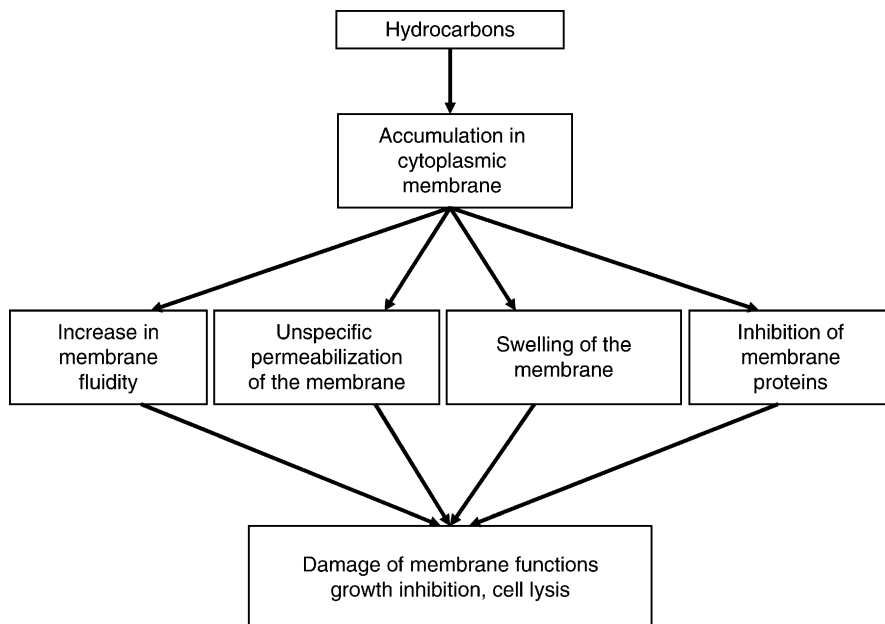 Hydrocarbons
Accumulation in
cytoplasmic
membrane
Increase in
membrane
fluidity
Unspecific
permeabilization
of the membrane
Swelling of the
membrane
Inhibition of
membrane
proteins
Damage of membrane functions
growth inhibition, cell lysis